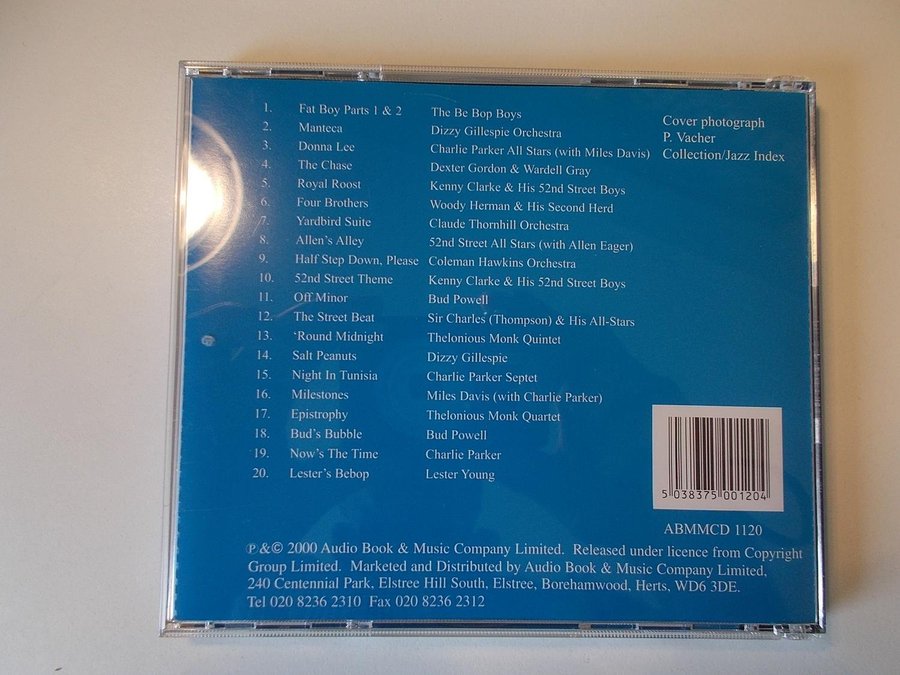 1. Fat Boy Parts 1 & 2 The Be Bop Boys
2. Manteca Dizzy Gillespie Orchestra
3. Donna Lee Charlie Parker All Stars (with Miles Davis)
4. The Chase Dexter Gordon & Wardell Gray
5. Royal Roost Kenny Clarke & His 52nd Street Boys
6. Four Brothers Woody Herman & His Second Herd
7. Yardbird Suite Claude Thornhill Orchestra
8. Allen's Alley 52nd Street All Stars (with Allen Eager)
9. Half Step Down, Please Coleman Hawkins Orchestra
10. 52nd Street Theme Kenny Clarke & His 52nd Street Boys
11. Off Minor Bud Powell
12. The Street Beat Sir Charles (Thompson) & His All-Stars
13. ‘Round Midnight Thelonious Monk Quintet
14. Salt Peanuts Dizzy Gillespie
15. Night In Tunisia Charlie Parker Septet
16. Milestones Miles Davis (with Charlie Parker)
17. Epistrophy Thelonious Monk Quartet
18. Bud's Bubble Bud Powell
19. Now's The Time Charlie Parker
20. Lester's Bebop Lester Young
Cover photograph
P. Vacher
Collection/Jazz Index
5 038375 001204
ABMMCD 1120
℗ &© 2000 Audio Book & Music Company Limited. Released under licence from Copyright
Group Limited. Marketed and Distributed by Audio Book & Music Company Limited,
240 Centennial Park, Elstree Hill South, Elstree, Borehamwood, Herts, WD6 3DE.
Tel 020 8236 2310 Fax 020 8236 2312